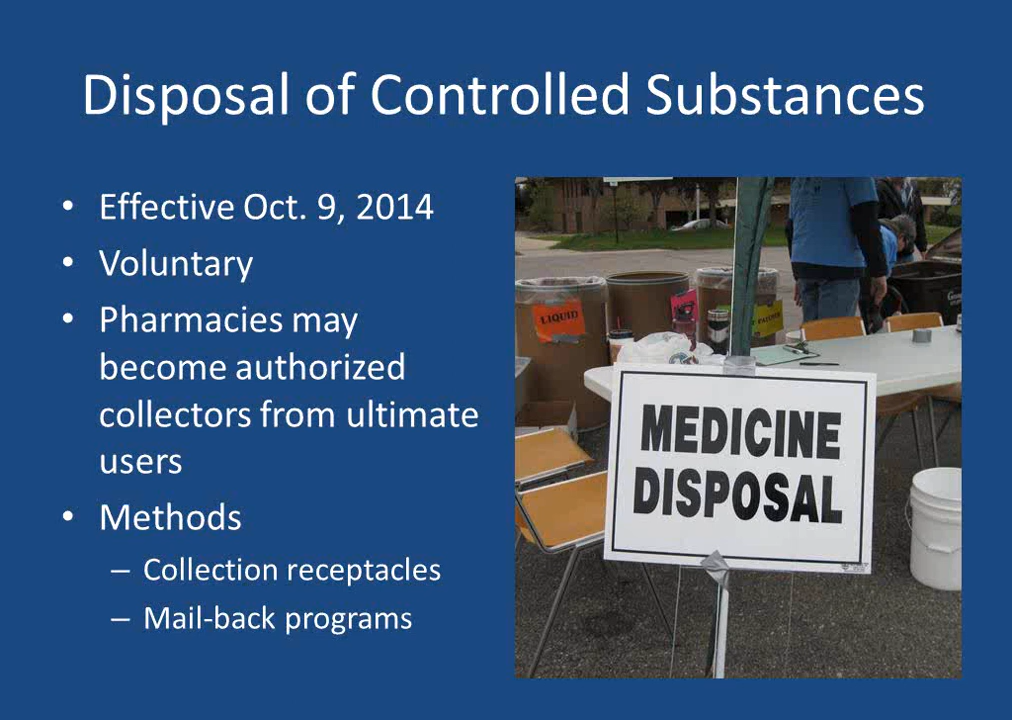 Disposal of Controlled Substances
• Effective Oct. 9, 2014
• Voluntary
• Pharmacies may
become authorized
collectors from ultimate
users
• Methods
– Collection receptacles
– Mail-back programs
LIQUID
MEDICINE
DISPOSAL